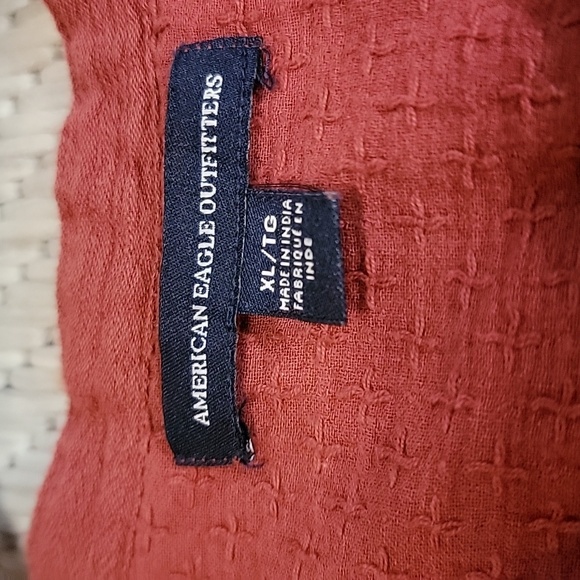 AMERICAN EAGLE OUTFITTERS
XL/TG
MADE IN INDIA
FABRIQUE EN
INDE